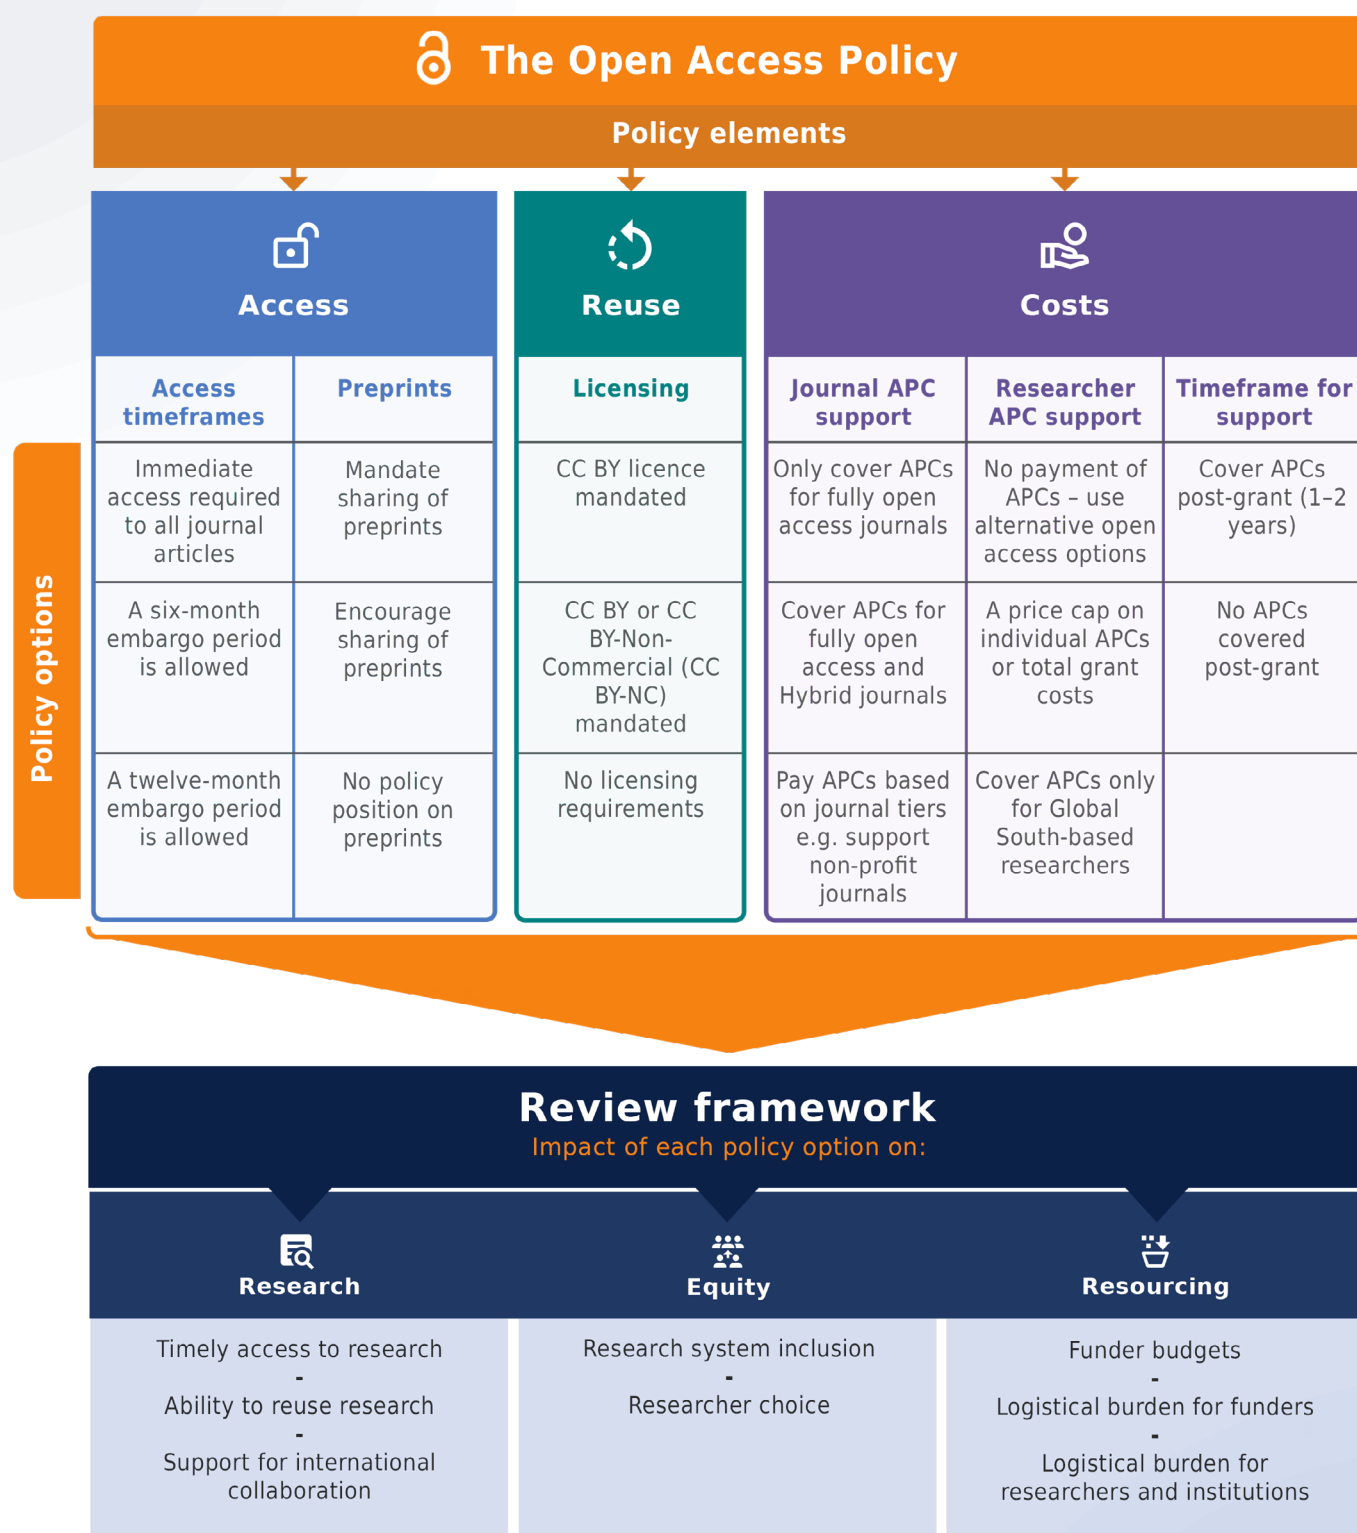 The Open Access Policy
Policy elements
Access
Reuse
Costs
Access
timeframes
Preprints
Licensing
Journal APC
support
Researcher
APC support
Timeframe for
support
Policy options
Immediate
access required
to all journal
articles
Mandate
sharing of
preprints
CC BY licence
mandated
Only cover APCs
for fully open
access journals
No payment of
APCs – use
alternative open
access options
Cover APCs
post-grant (1–2
years)
A six-month
embargo period
is allowed
Encourage
sharing of
preprints
CC BY or CC
BY-Non-
Commercial (CC
BY-NC)
mandated
Cover APCs for
fully open
access and
Hybrid journals
A price cap on
individual APCs
or total grant
costs
No APCs
covered
post-grant
A twelve-month
embargo period
is allowed
No policy
position on
preprints
No licensing
requirements
Pay APCs based
on journal tiers
e.g. support
non-profit
journals
Cover APCs only
for Global
South-based
researchers
Review framework
Impact of each policy option on:
Research
Equity
Resourcing
Timely access to research
-
Ability to reuse research
-
Support for international
collaboration
Research system inclusion
-
Researcher choice
Funder budgets
-
Logistical burden for funders
-
Logistical burden for
researchers and institutions